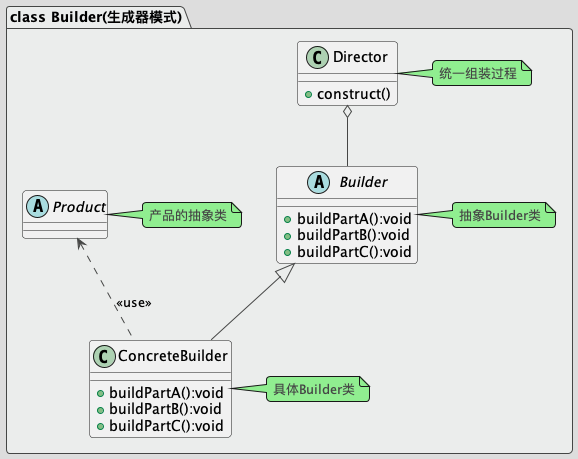 class Builder(生成器模式)
C Director
construct()
统一组装过程
A Builder
buildPartA():void
buildPartB():void
buildPartC():void
抽象Builder类
A Product
产品的抽象类
«use»
C ConcreteBuilder
buildPartA():void
buildPartB():void
buildPartC():void
具体Builder类